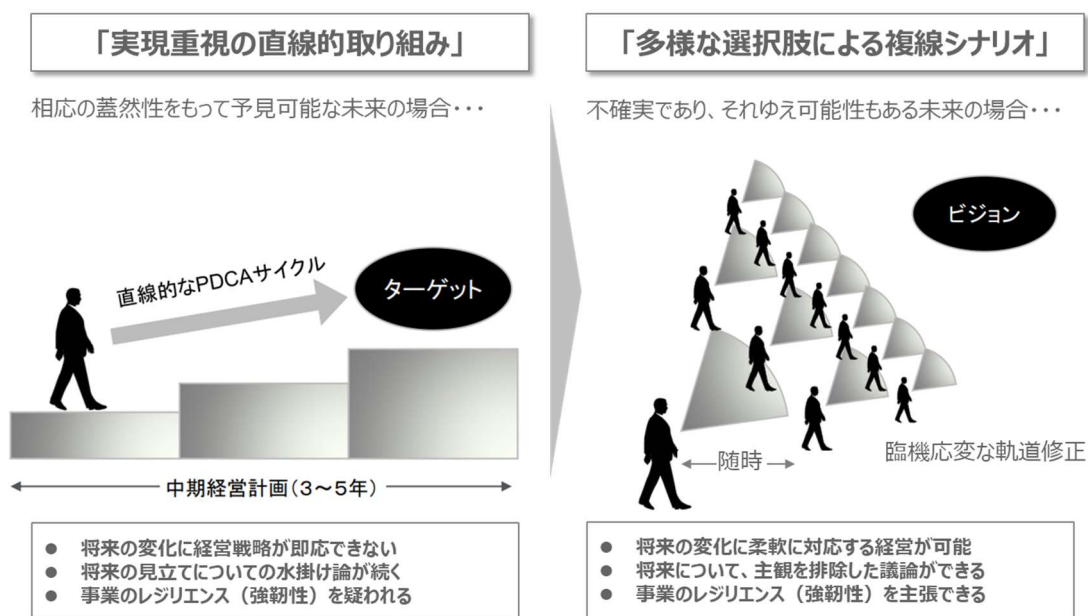 「実現重視の直線的取り組み」
相応の蓋然性をもって予見可能な未来の場合・・・
直線的なPDCAサイクル
ターゲット
中期経営計画（3～5年）
● 将来の変化に経営戦略が即応できない
● 将来の見立てについての水掛け論が続く
● 事業のレジリエンス（強靭性）を疑われる
「多様な選択肢による複線シナリオ」
不確実であり、それゆえ可能性もある未来の場合・・・
ビジョン
随時
臨機応変な軌道修正
● 将来の変化に柔軟に対応する経営が可能
● 将来について、主観を排除した議論ができる
● 事業のレジリエンス（強靭性）を主張できる